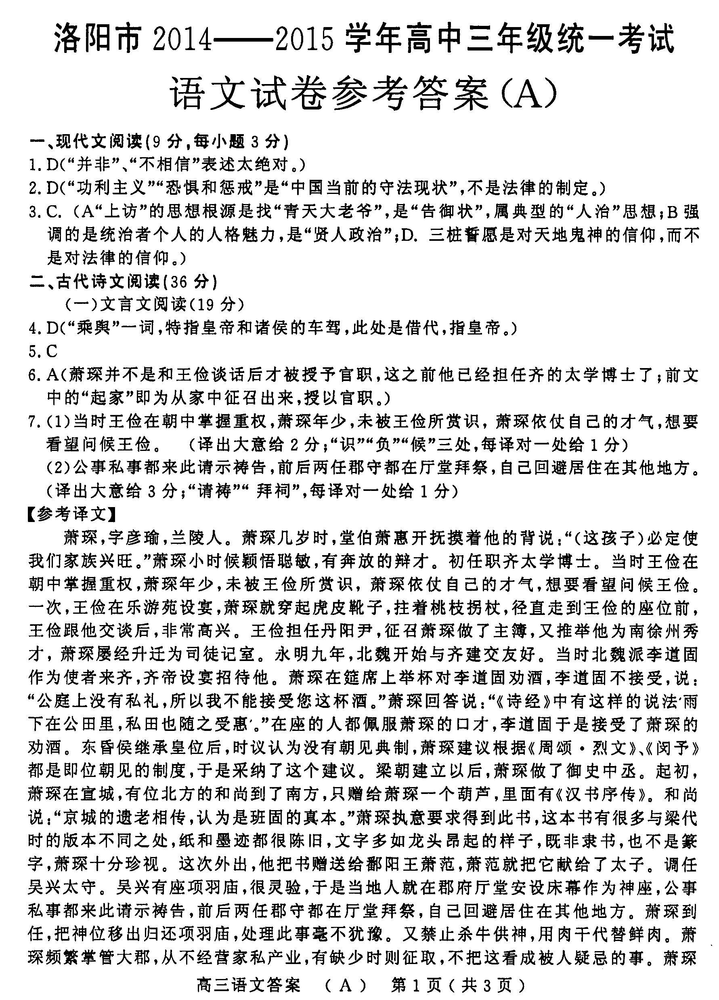 洛阳市 2014——2015 学年高中三年级统一考试
语文试卷参考答案(A)
一、现代文阅读(9 分,每小题 3 分)
1. D(“并非”、“不相信”表述太绝对。)
2. D(“功利主义”“恐惧和惩戒”是“中国当前的守法现状”,不是法律的制定。)
3. C. (A“上访”的思想根源是找“青天大老爷”,是“告御状”,属典型的“人治”思想;B 强
调的是统治者个人的人格魅力,是“贤人政治”;D. 三桩誓愿是对天地鬼神的信仰,而不
是对法律的信仰。)
二、古代诗文阅读(36 分)
(一)文言文阅读(19 分)
4. D(“乘舆”一词,特指皇帝和诸侯的车驾,此处是借代,指皇帝。)
5. C
6. A(萧琛并不是和王俭谈话后才被授予官职,这之前他已经担任齐的太学博士了;前文
中的“起家”即为从家中征召出来,授以官职。)
7. (1)当时王俭在朝中掌握重权,萧琛年少,未被王俭所赏识, 萧琛依仗自己的才气,想要
看望问候王俭。 (译出大意给 2 分;“识”“负”“候”三处,每译对一处给 1 分)
(2)公事私事都来此请示祷告,前后两任郡守都在厅堂拜祭,自己回避居住在其他地方。
(译出大意给 3 分;“请祷”“ 拜祠”,每译对一处给 1 分)
【参考译文】
萧琛,字彦瑜,兰陵人。萧琛几岁时,堂伯萧惠开抚摸着他的背说:“(这孩子)必定使
我们家族兴旺。”萧琛小时候颖悟聪敏,有奔放的辩才。初任职齐太学博士。当时王俭在
朝中掌握重权,萧琛年少,未被王俭所赏识, 萧琛依仗自己的才气,想要看望问候王俭。
一次,王俭在乐游苑设宴,萧琛就穿起虎皮靴子,拄着桃枝拐杖,径直走到王俭的座位前,
王俭跟他交谈后,非常高兴。王俭担任丹阳尹,征召萧琛做了主簿,又推举他为南徐州秀
才, 萧琛屡经升迁为司徒记室。永明九年,北魏开始与齐建交友好。当时北魏派李道固
作为使者来齐,齐帝设宴招待他。萧琛在筵席上举杯对李道固劝酒,李道固不接受,说:
“公庭上没有私礼,所以我不能接受您这杯酒。”萧琛回答说:“《诗经》中有这样的说法‘雨
下在公田里,私田也随之受惠’。”在座的人都佩服萧琛的口才,李道固于是接受了萧琛的
劝酒。东昏侯继承皇位后,时议认为没有朝见典制,萧琛建议根据《周颂·烈文》、《闵予》
都是即位朝见的制度,于是采纳了这个建议。梁朝建立以后,萧琛做了御史中丞。起初,
萧琛在宣城,有位北方的和尚到了南方,只赠给萧琛一个葫芦,里面有《汉书序传》。和尚
说:“京城的遗老相传,认为是班固的真本。”萧琛执意要求得到此书,这本书有很多与梁代
时的版本不同之处,纸和墨迹都很陈旧,文字多如龙头昂起的样子,既非隶书,也不是篆
字,萧琛十分珍视。这次外出,他把书赠送给鄱阳王萧范,萧范就把它献给了太子。调任
吴兴太守。吴兴有座项羽庙,很灵验,于是当地人就在郡府厅堂安设床幕作为神座,公事
私事都来此请示祷告,前后两任郡守都在厅堂拜祭,自己回避居住在其他地方。萧琛到
任,把神位移出归还项羽庙,处理此事毫不犹豫。又禁止杀牛供神,用肉干代替鲜肉。萧
琛频繁掌管大郡,从不经营家私产业,有缺少时则征取,不把这看成被人疑忌的事。萧琛
高三语文答案 (A) 第 1 页(共 3 页)